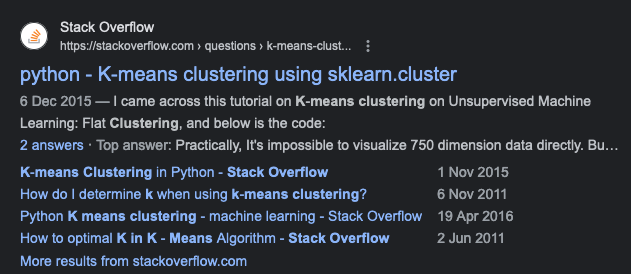 Stack Overflow
https://stackoverflow.com › questions › k-means-clust...
python - K-means clustering using sklearn.cluster
6 Dec 2015 — I came across this tutorial on K-means clustering on Unsupervised Machine
Learning: Flat Clustering, and below is the code:
2 answers · Top answer: Practically, It's impossible to visualize 750 dimension data directly. Bu...
K-means Clustering in Python - Stack Overflow 1 Nov 2015
How do I determine k when using k-means clustering? 6 Nov 2011
Python K means clustering - machine learning - Stack Overflow 19 Apr 2016
How to optimal K in K - Means Algorithm - Stack Overflow 2 Jun 2011
More results from stackoverflow.com